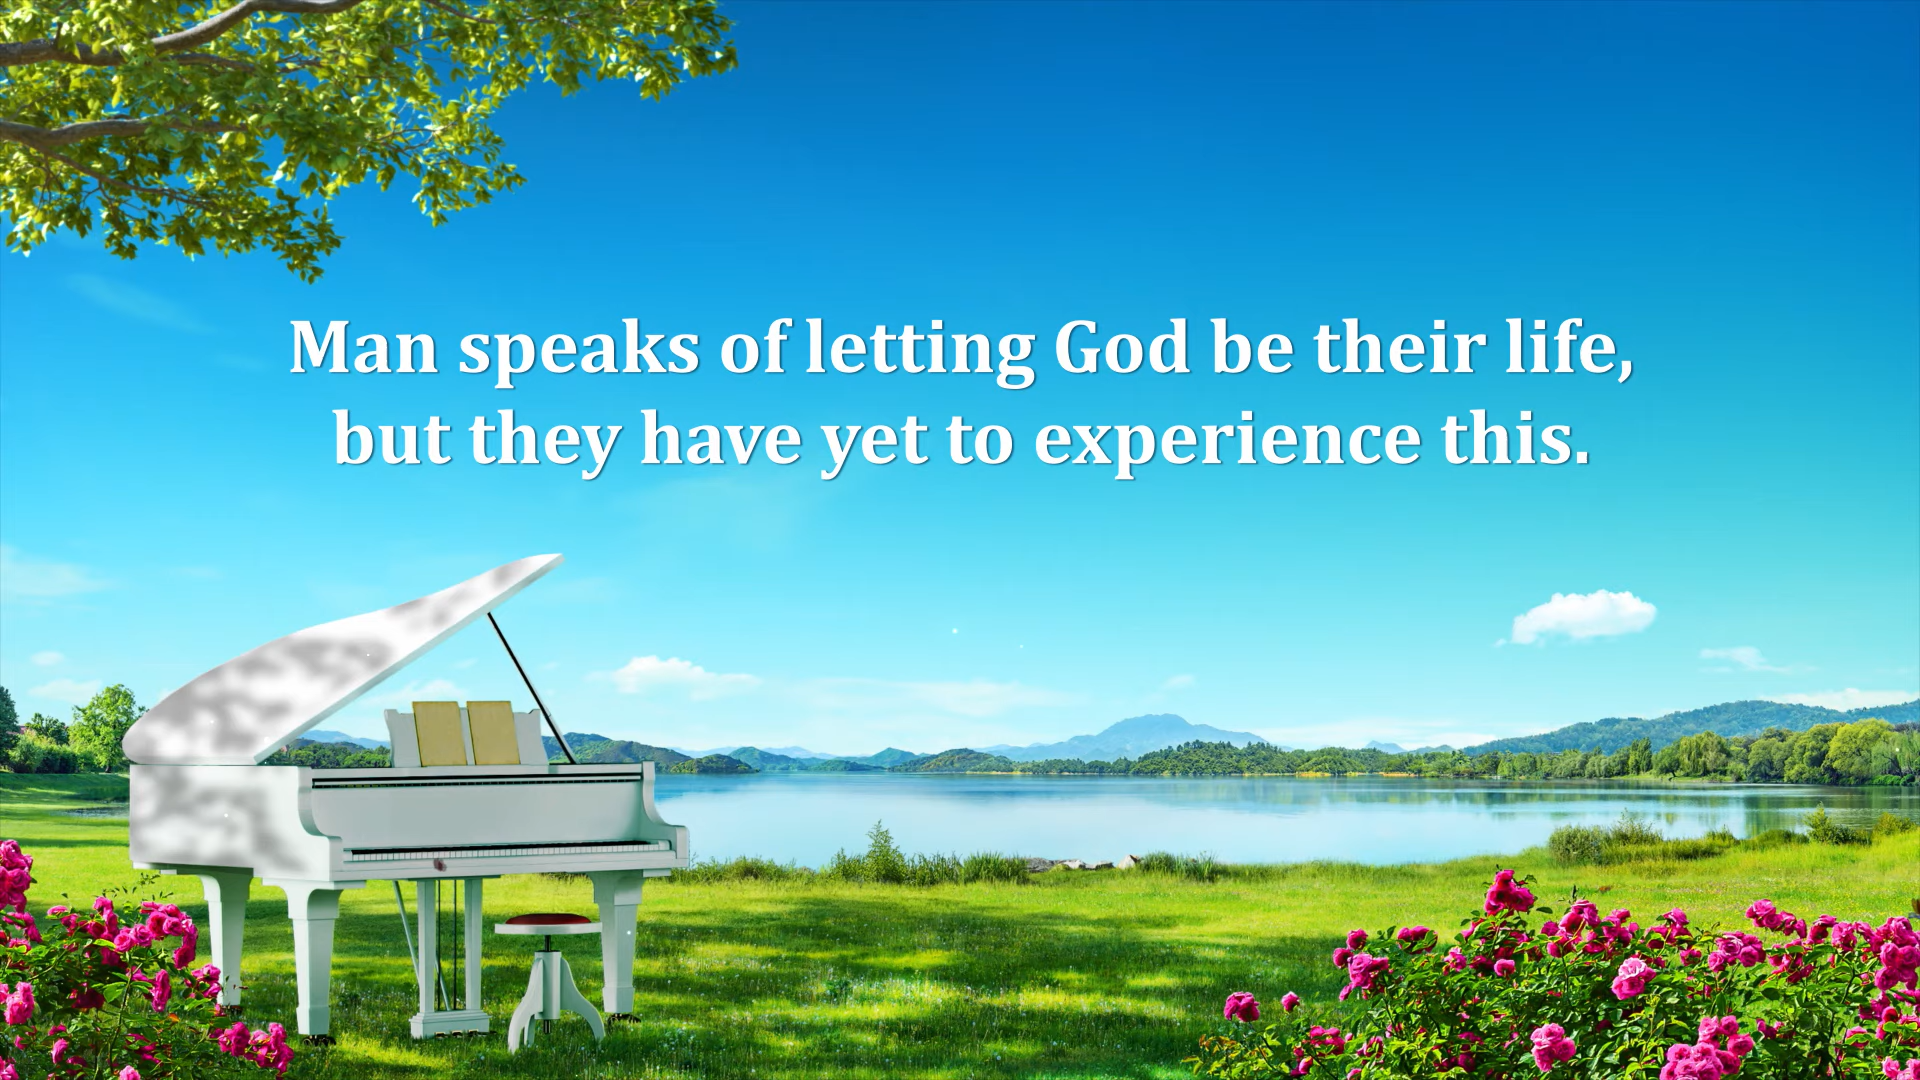 Man speaks of letting God be their life,
but they have yet to experience this.